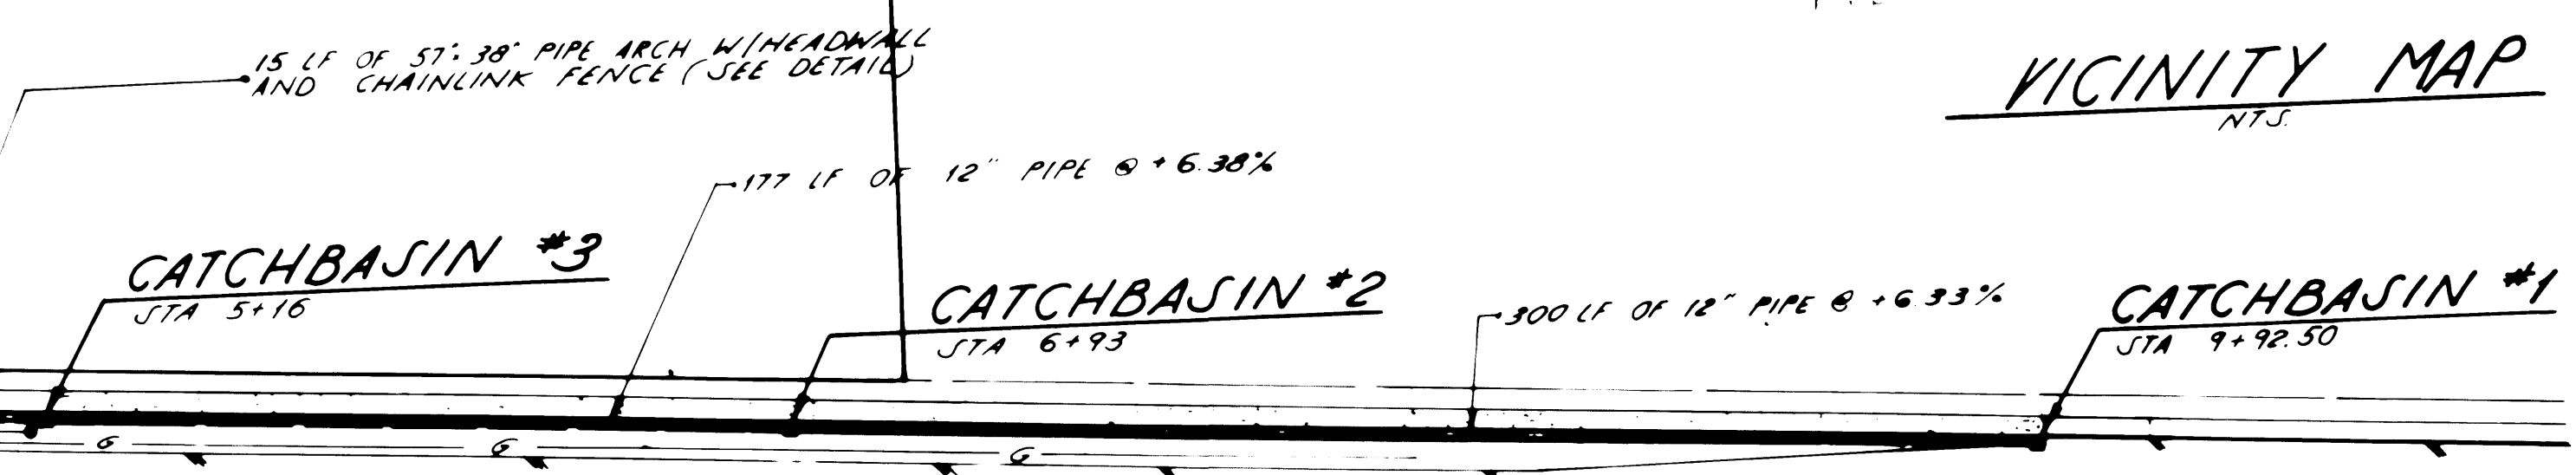 15 LF OF 57"x38" PIPE ARCH W/HEADWALL
AND CHAINLINK FENCE (SEE DETAIL)
VICINITY MAP
NTS.
177 LF OF 12" PIPE @ +6.38%
CATCHBASIN #3
STA 5+16
CATCHBASIN #2
STA 6+93
300 LF OF 12" PIPE @ +6.33%
CATCHBASIN #1
STA 9+92.50
G
G
G